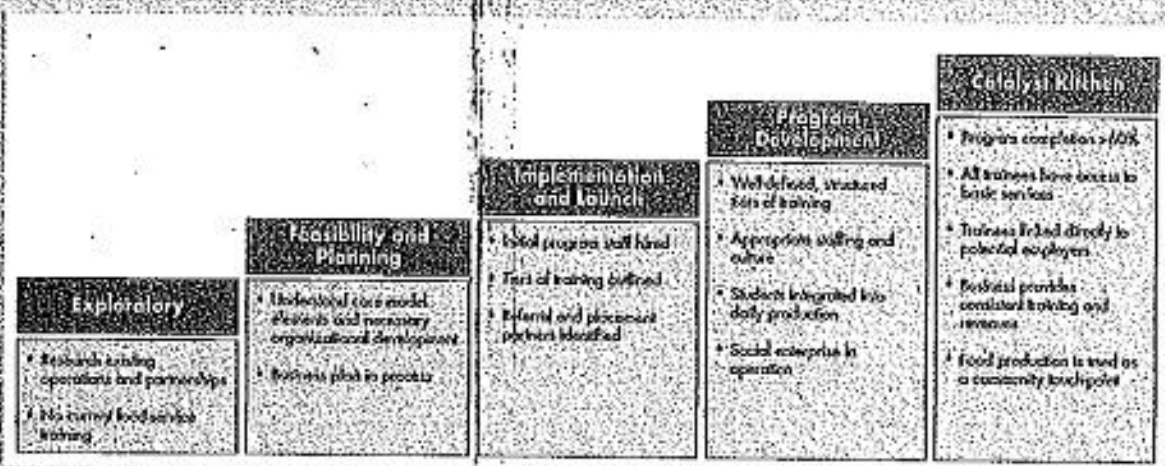 Exploratory
• Research existing
operations and partnerships
• No current food service
training
Feasibility and
Planning
• Understand core model
elements and necessary
organizational development
• Business plan in process
Implementation
and Launch
• Initial program staff hired
• Tiers of training outlined
• Referral and placement
partners identified
Program
Development
• Well-defined, structured
tiers of training
• Appropriate staffing and
culture
• Students integrated into
daily production
• Social enterprise in
operation
Catalyst Kitchen
• Program completion >60%
• All trainees have access to
basic services
• Trainees linked directly to
potential employers
• Business provides
consistent training and
revenues
• Food production is used as
a community touchpoint